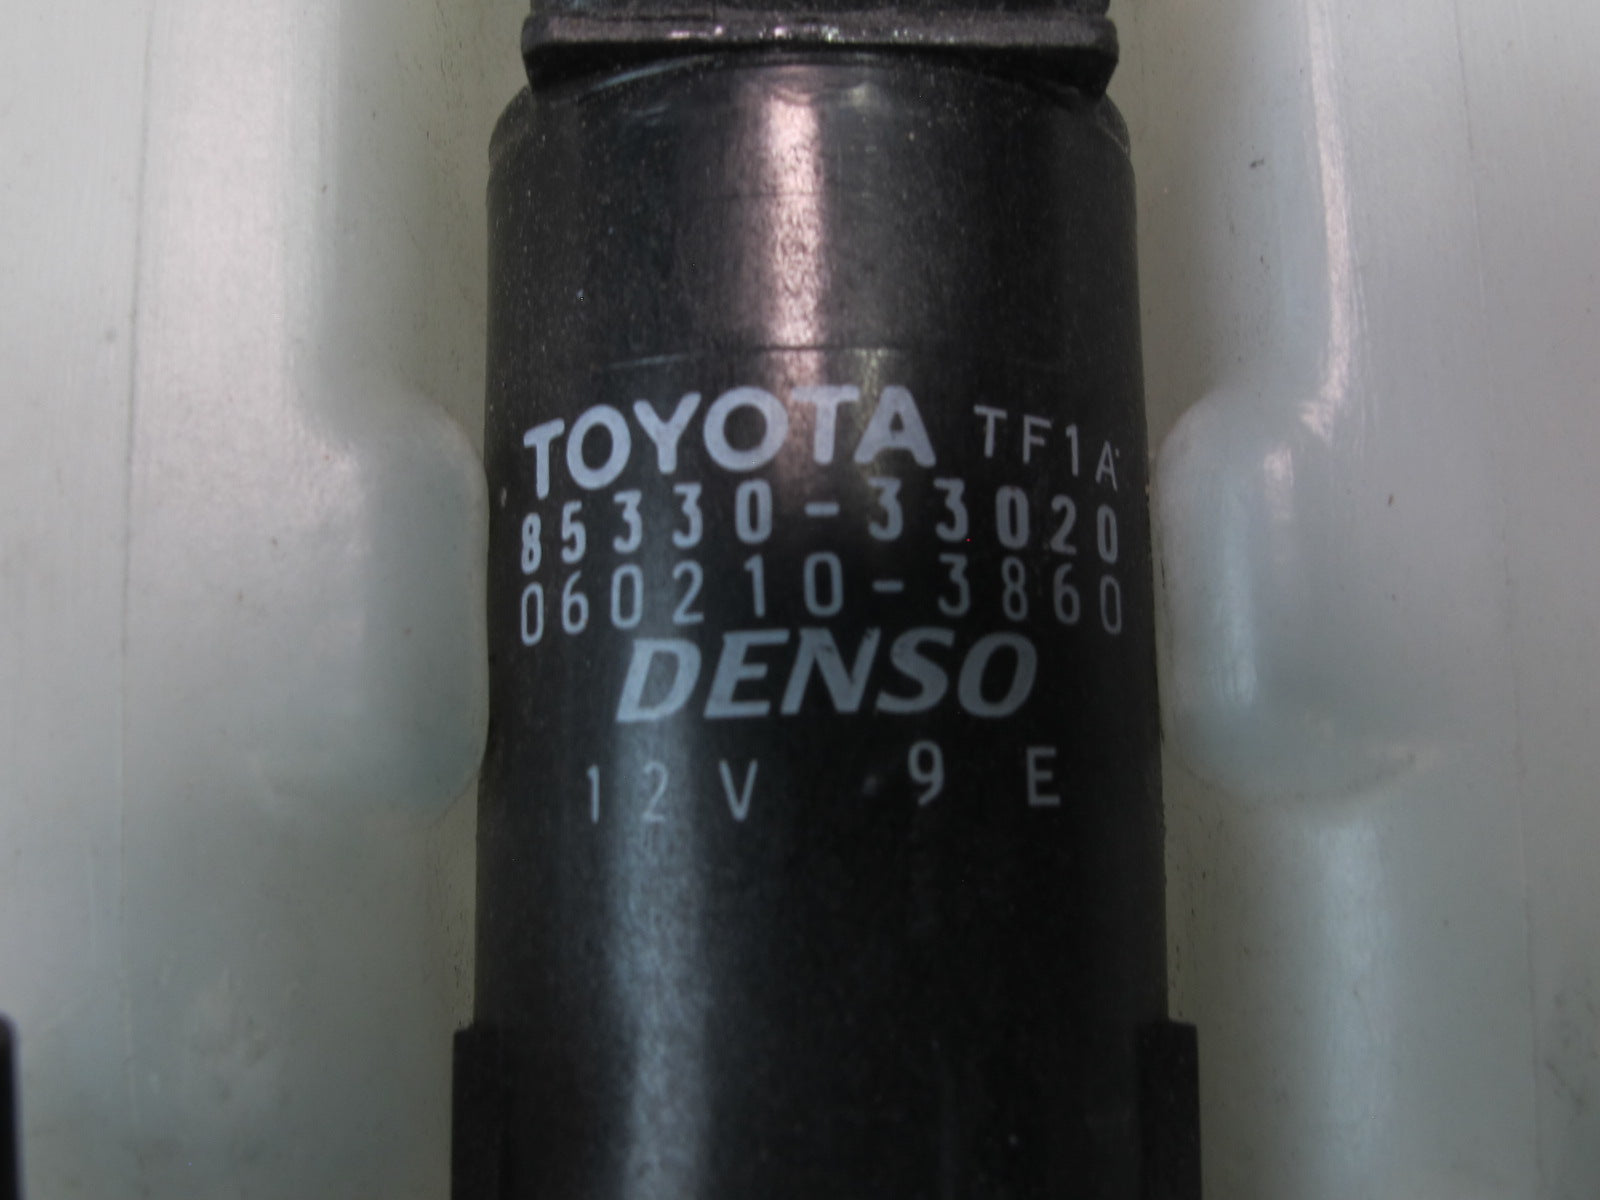 TOYOTA TF1A
85330-33020
060210-3860
DENSO
12V 9E